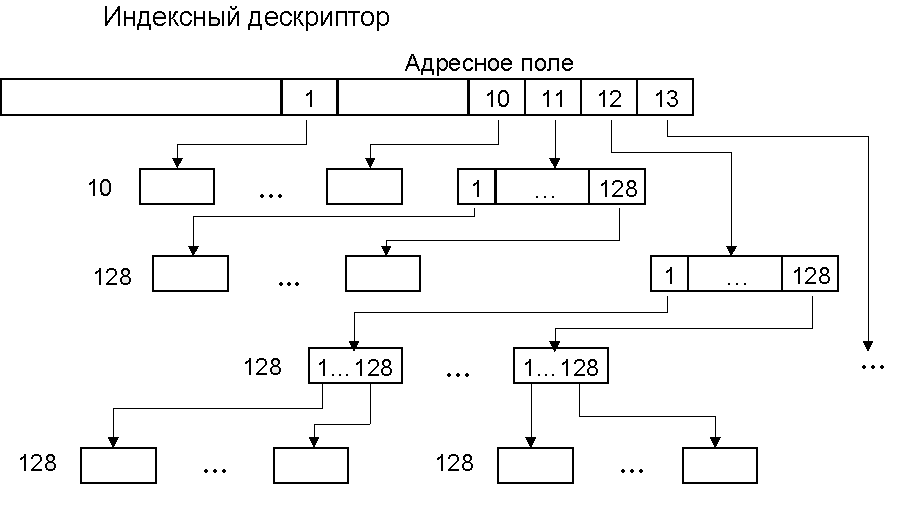 Индексный дескриптор
Адресное поле
1 10 11 12 13
10 ... 1 ... 128
128 ... 1 ... 128
128 1... 128 ... 1... 128 ...
128 ... 128 ...